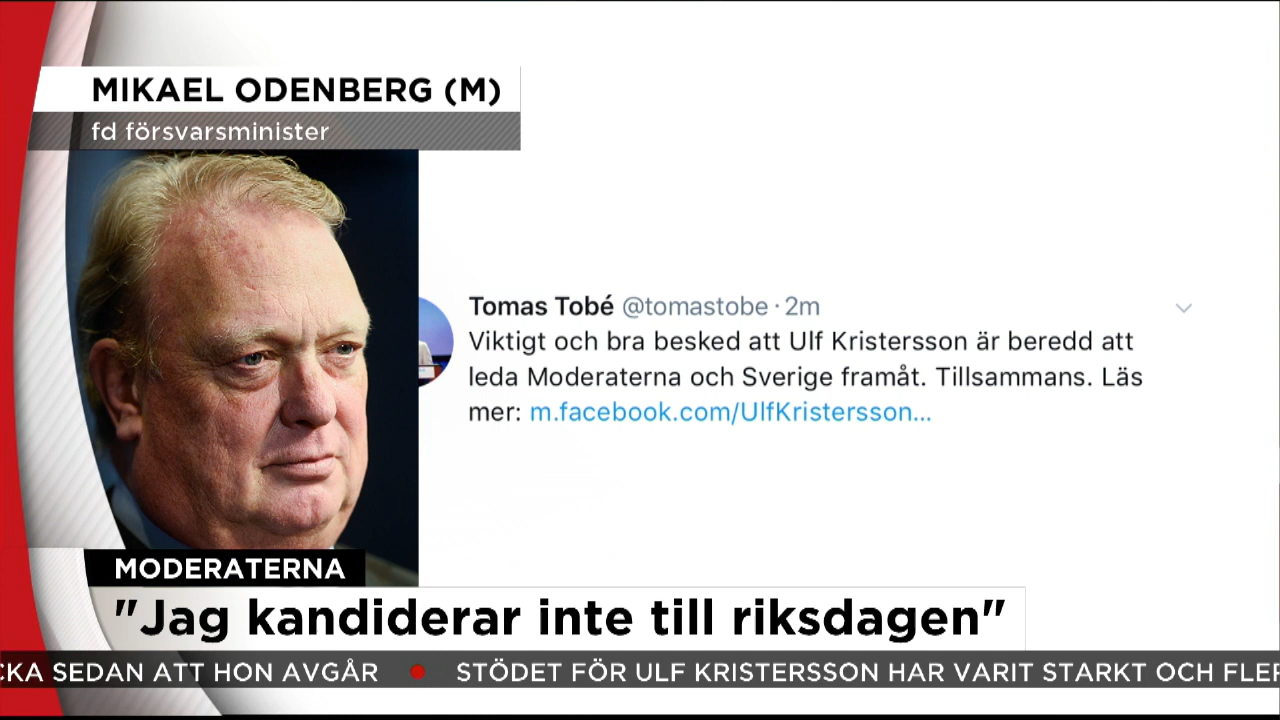 MIKAEL ODENBERG (M)
fd försvarsminister
Tomas Tobé @tomastobe · 2m
Viktigt och bra besked att Ulf Kristersson är beredd att
leda Moderaterna och Sverige framåt. Tillsammans. Läs
mer: m.facebook.com/UlfKristersson...
MODERATERNA
"Jag kandiderar inte till riksdagen"
SEDAN ATT HON AVGÅR • STÖDET FÖR ULF KRISTERSSON HAR VARIT STARKT OCH